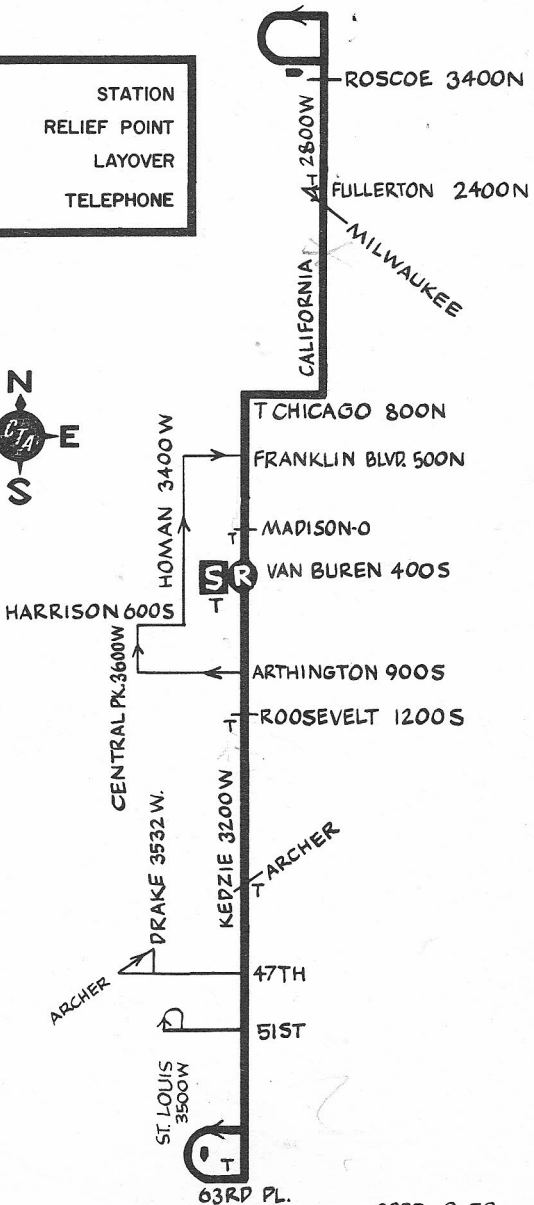 ROSCOE 3400N
STATION
RELIEF POINT
LAYOVER
TELEPHONE
2800W
FULLERTON 2400N
MILWAUKEE
CALIFORNIA
N
CTA
E
S
T CHICAGO 800N
HOMAN 3400W
FRANKLIN BLVD. 500N
T
MADISON-0
S R VAN BUREN 400S
T
HARRISON 600S
CENTRAL PK. 3600W
ARTHINGTON 900S
T
ROOSEVELT 1200S
KEDZIE 3200W
DRAKE 3532W.
ARCHER
T
ARCHER
47TH
51ST
ST. LOUIS
3500W
T
63RD PL.